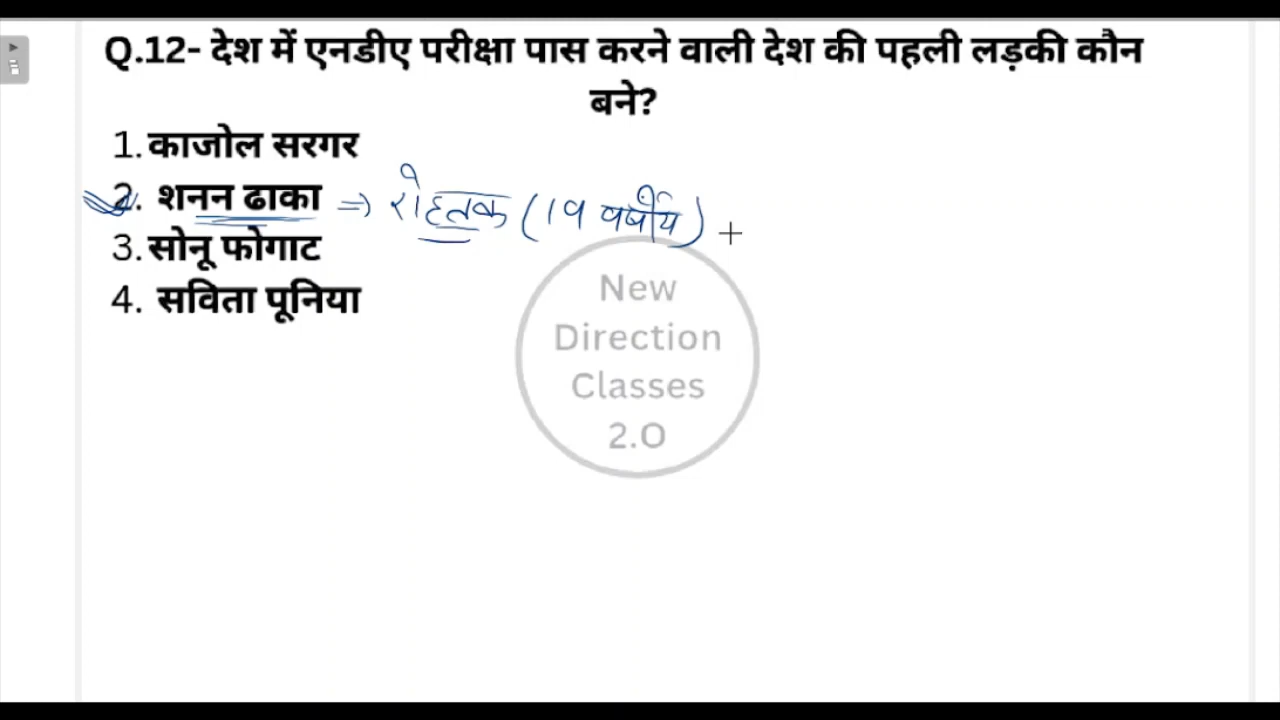 Q.12- देश में एनडीए परीक्षा पास करने वाली देश की पहली लड़की कौन
बने?
1. काजोल सरगर
2. शनन ढाका => रोहतक (19 वर्षीय)
3. सोनू फोगाट
4. सविता पूनिया
New
Direction
Classes
2.O